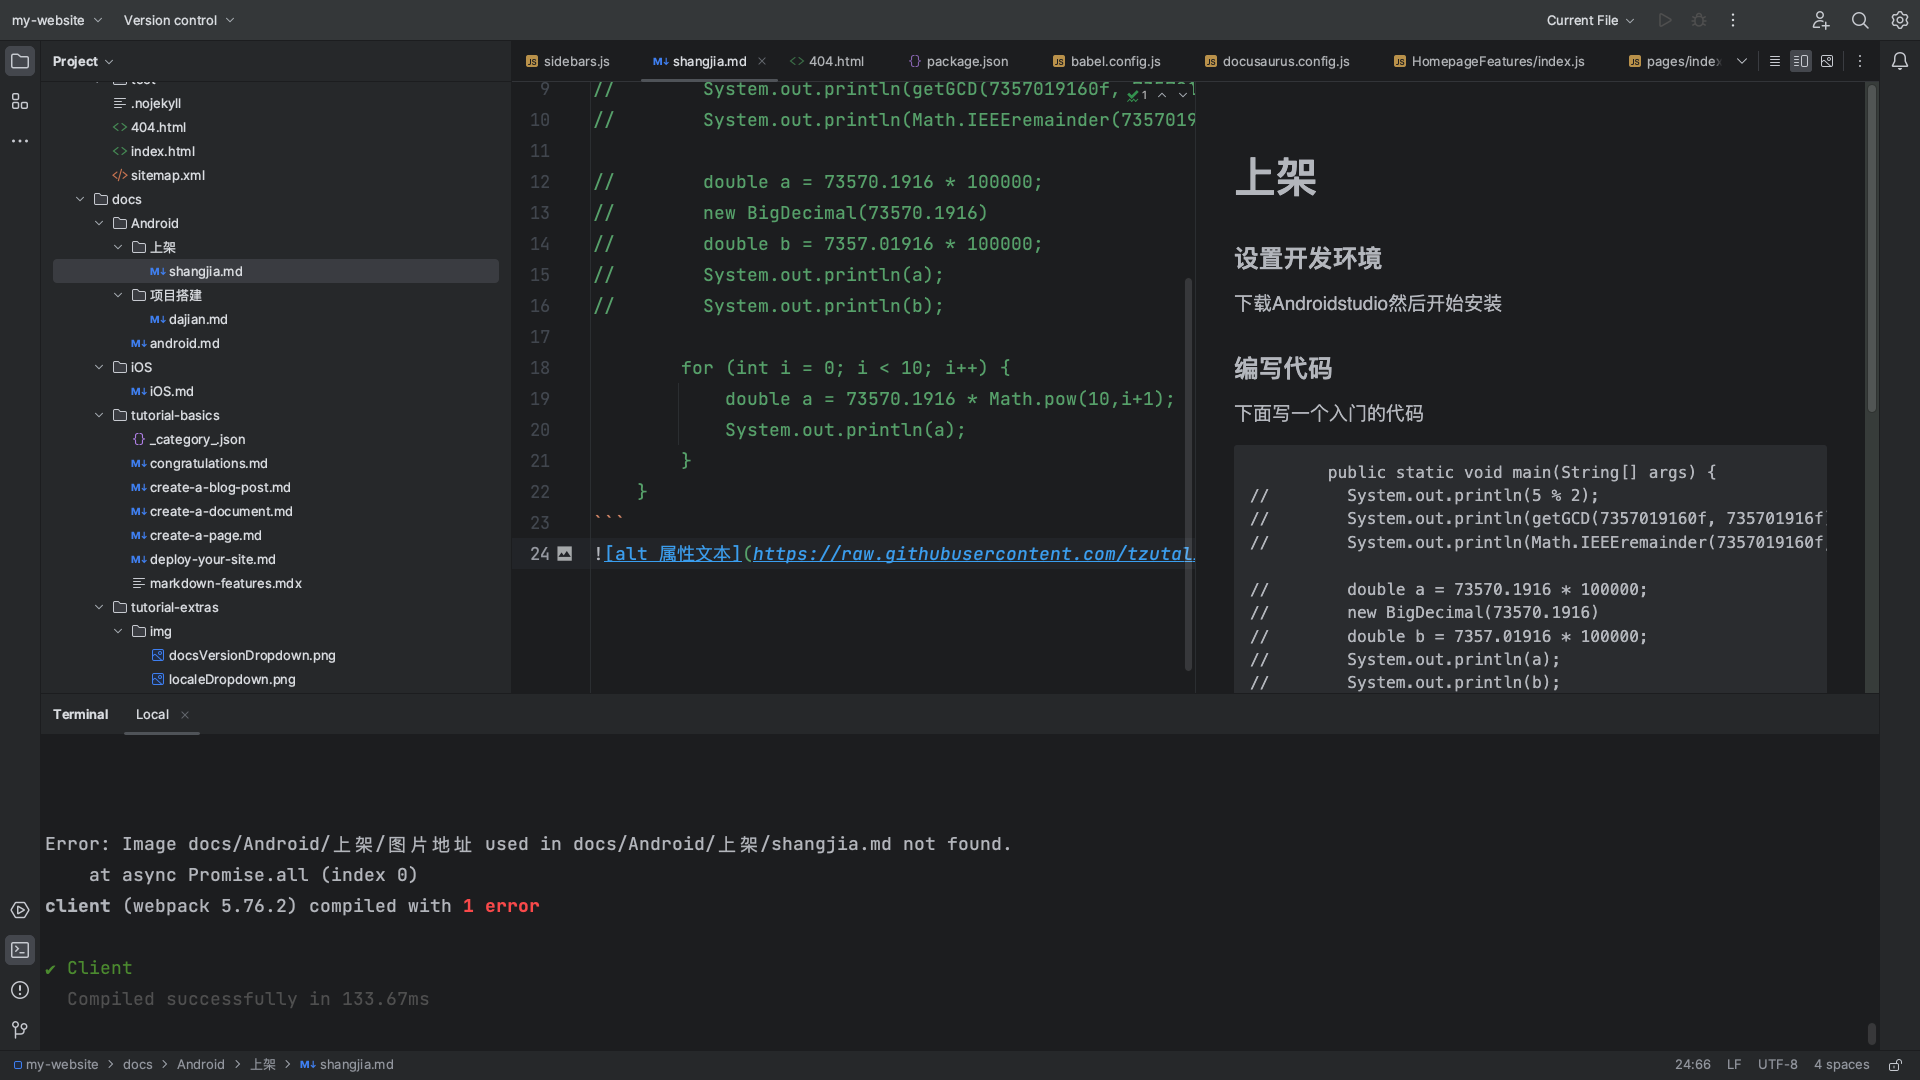 my-website
Version control
Current File
Project
sidebars.js
shangjia.md
404.html
package.json
babel.config.js
docusaurus.config.js
HomepageFeatures/index.js
pages/index
test
.nojekyll
404.html
index.html
sitemap.xml
docs
Android
上架
shangjia.md
项目搭建
dajian.md
android.md
iOS
iOS.md
tutorial-basics
_category_.json
congratulations.md
create-a-blog-post.md
create-a-document.md
create-a-page.md
deploy-your-site.md
markdown-features.mdx
tutorial-extras
img
docsVersionDropdown.png
localeDropdown.png
9 // System.out.println(getGCD(7357019160f,
1
10 // System.out.println(Math.IEEEremainder(7357019
11
12 // double a = 73570.1916 * 100000;
13 // new BigDecimal(73570.1916)
14 // double b = 7357.01916 * 100000;
15 // System.out.println(a);
16 // System.out.println(b);
17
18 for (int i = 0; i < 10; i++) {
19 double a = 73570.1916 * Math.pow(10,i+1);
20 System.out.println(a);
21 }
22 }
23 ```
24 ![alt 属性文本](https://raw.githubusercontent.com/tzutal
上架
设置开发环境
下载Androidstudio然后开始安装
编写代码
下面写一个入门的代码
public static void main(String[] args) {
// System.out.println(5 % 2);
// System.out.println(getGCD(7357019160f, 735701916f
// System.out.println(Math.IEEEremainder(7357019160f,
// double a = 73570.1916 * 100000;
// new BigDecimal(73570.1916)
// double b = 7357.01916 * 100000;
// System.out.println(a);
// System.out.println(b);
Terminal
Local
Error: Image docs/Android/上架/图片地址 used in docs/Android/上架/shangjia.md not found.
at async Promise.all (index 0)
client (webpack 5.76.2) compiled with 1 error
✔ Client
Compiled successfully in 133.67ms
my-website > docs > Android > 上架 > shangjia.md
24:66 LF UTF-8 4 spaces